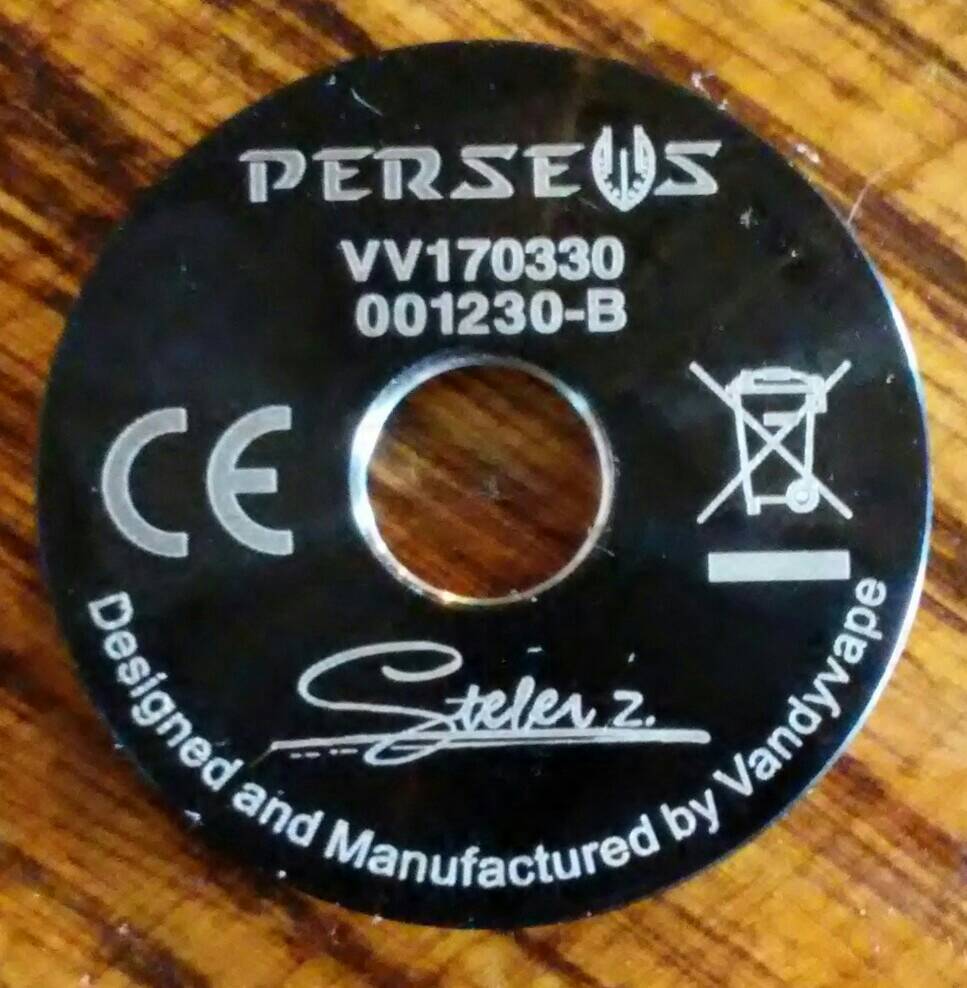 PERSEUS
VV170330
001230-B
CE
Steler z.
Designed and Manufactured by Vandyvape